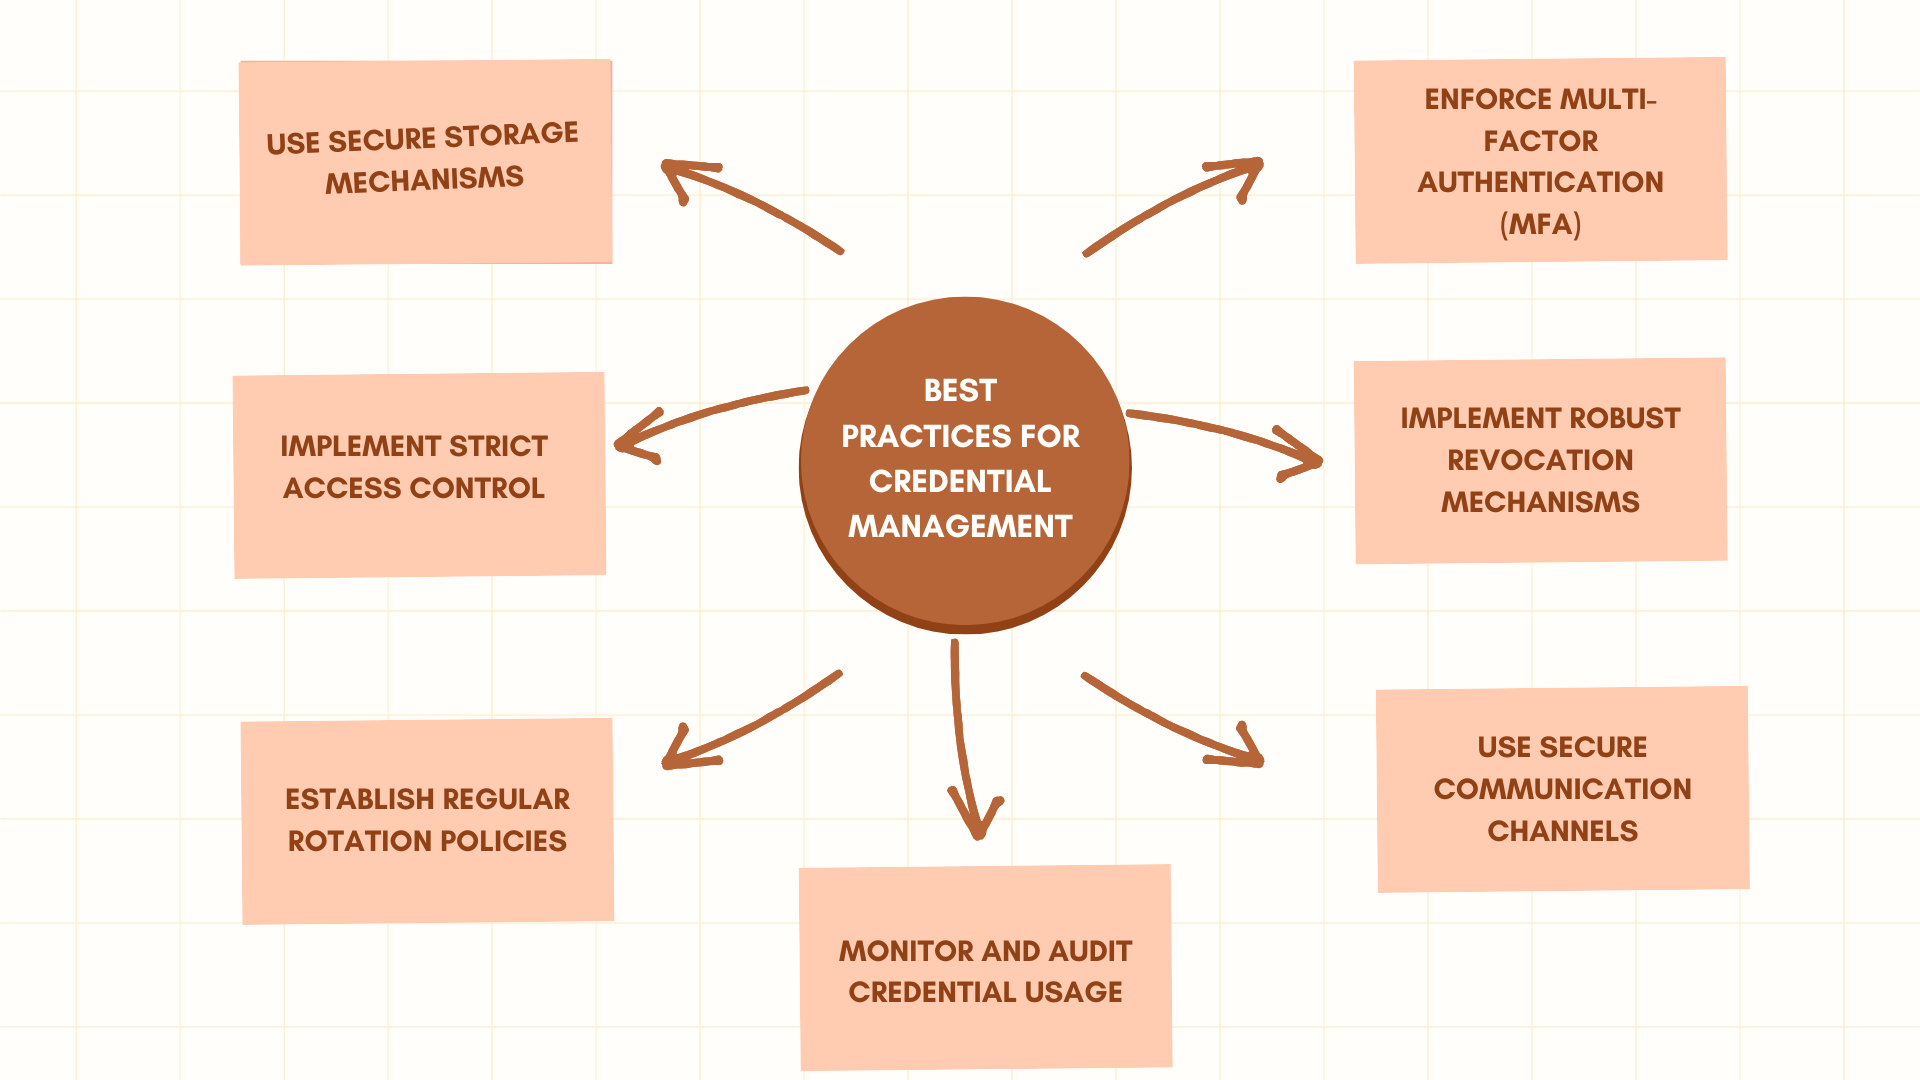 USE SECURE STORAGE
MECHANISMS
ENFORCE MULTI-
FACTOR
AUTHENTICATION
(MFA)
BEST
PRACTICES FOR
CREDENTIAL
MANAGEMENT
IMPLEMENT STRICT
ACCESS CONTROL
IMPLEMENT ROBUST
REVOCATION
MECHANISMS
ESTABLISH REGULAR
ROTATION POLICIES
USE SECURE
COMMUNICATION
CHANNELS
MONITOR AND AUDIT
CREDENTIAL USAGE